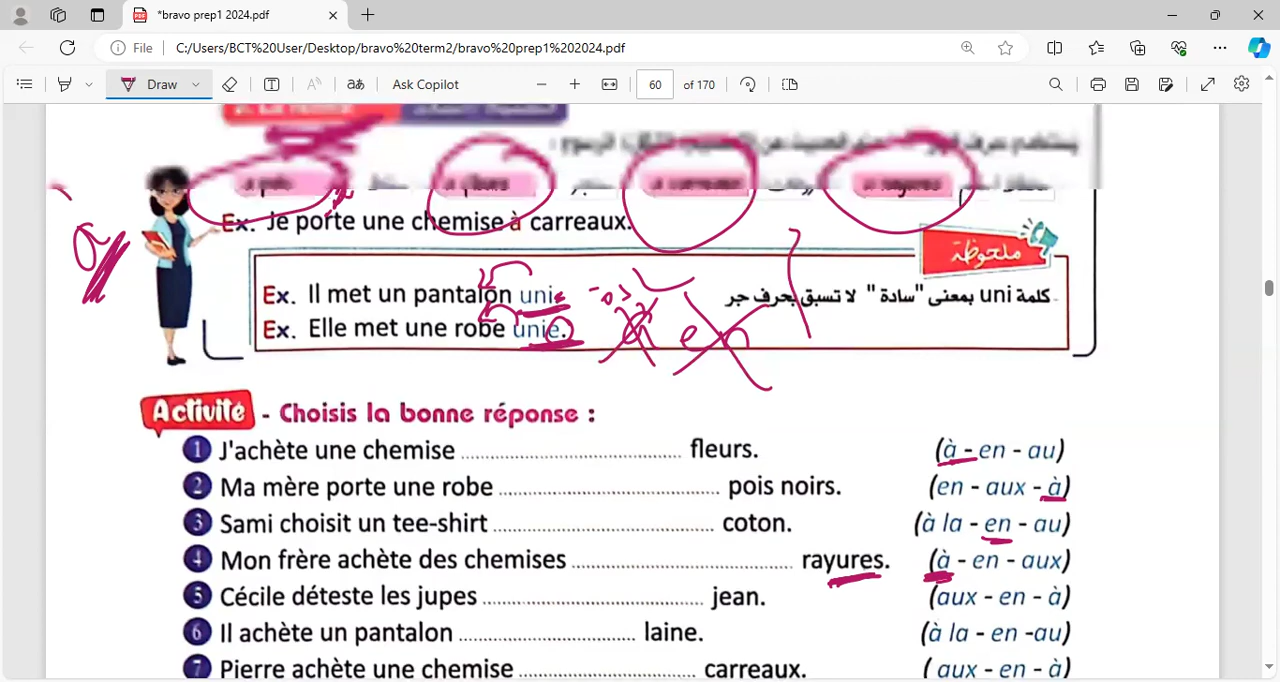 *bravo prep1 2024.pdf
File C:/Users/BCT%20User/Desktop/bravo%20term2/bravo%20prep1%202024.pdf
Draw Ask Copilot 60 of 170
à pois à fleurs à carreaux à rayures
Ex. Je porte une chemise à carreaux.
ملحوظة
Ex. Il met un pantalon uni.
كلمة uni بمعنى "سادة" لا تسبق بحرف جر
Ex. Elle met une robe unie.
à en
Activité - Choisis la bonne réponse :
1 J'achète une chemise ........................................ fleurs. (à - en - au)
2 Ma mère porte une robe ........................................ pois noirs. (en - aux - à)
3 Sami choisit un tee-shirt ........................................ coton. (à la - en - au)
4 Mon frère achète des chemises ........................................ rayures. (à - en - aux)
5 Cécile déteste les jupes ........................................ jean. (aux - en - à)
6 Il achète un pantalon ................................ laine. (à la - en -au)
7 Pierre achète une chemise ................................ carreaux. ( aux - en - à)